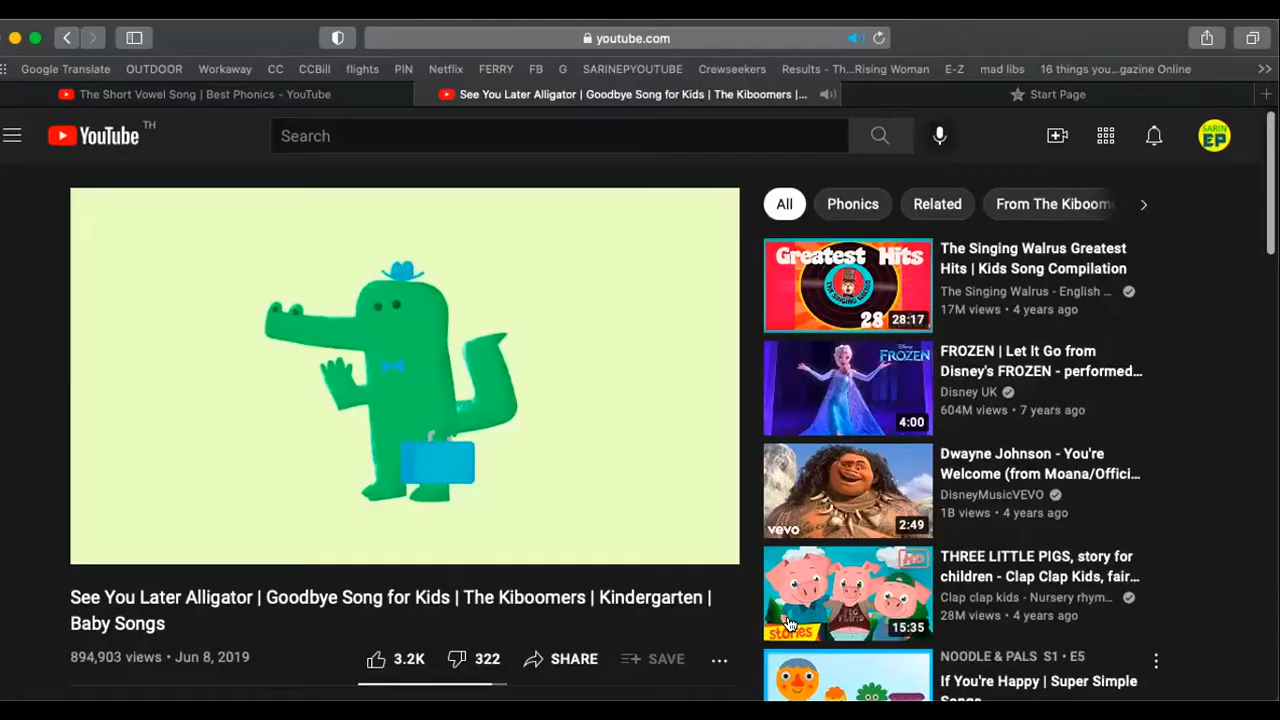 youtube.com
Google Translate OUTDOOR Workaway CC CCBill flights PIN Netflix FERRY FB G SARINEPYOUTUBE Crewseekers Results - Th...Rising Woman E-Z mad libs 16 things you...gazine Online >>
The Short Vowel Song | Best Phonics - YouTube
See You Later Alligator | Goodbye Song for Kids | The Kiboomers |...
Start Page
YouTube TH
Search
SARIN
EP
All
Phonics
Related
From The Kiboom
Greatest Hits
28
28:17
The Singing Walrus Greatest
Hits | Kids Song Compilation
The Singing Walrus - English ...
17M views • 4 years ago
Disney
FROZEN
4:00
FROZEN | Let It Go from
Disney's FROZEN - performed...
Disney UK
604M views • 7 years ago
vevo
2:49
Dwayne Johnson - You're
Welcome (from Moana/Offici...
DisneyMusicVEVO
1B views • 4 years ago
HD
stories
15:35
THREE LITTLE PIGS, story for
children - Clap Clap Kids, fair...
Clap clap kids - Nursery rhym...
28M views • 4 years ago
NOODLE & PALS S1 • E5
If You're Happy | Super Simple
See You Later Alligator | Goodbye Song for Kids | The Kiboomers | Kindergarten |
Baby Songs
894,903 views • Jun 8, 2019
3.2K
322
SHARE
SAVE